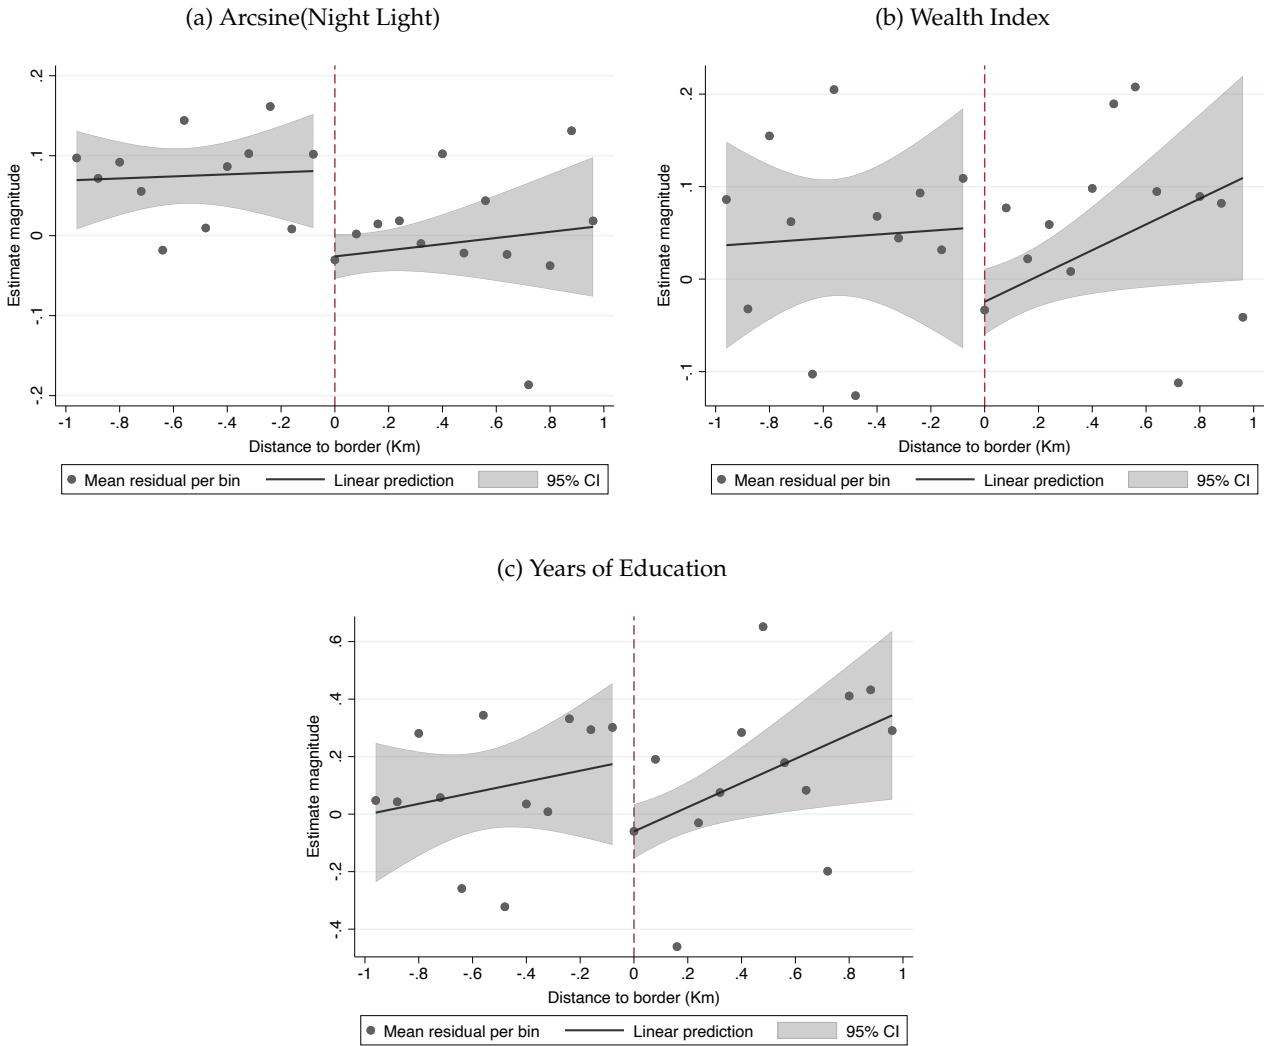 (a) Arcsine(Night Light)
Estimate magnitude
.2
.1
0
-.1
-.2
-1 -.8 -.6 -.4 -.2 0 .2 .4 .6 .8 1
Distance to border (Km)
Mean residual per bin Linear prediction 95% CI
(b) Wealth Index
Estimate magnitude
.2
.1
0
-.1
-1 -.8 -.6 -.4 -.2 0 .2 .4 .6 .8 1
Distance to border (Km)
Mean residual per bin Linear prediction 95% CI
(c) Years of Education
Estimate magnitude
.6
.4
.2
0
-.2
-.4
-1 -.8 -.6 -.4 -.2 0 .2 .4 .6 .8 1
Distance to border (Km)
Mean residual per bin Linear prediction 95% CI